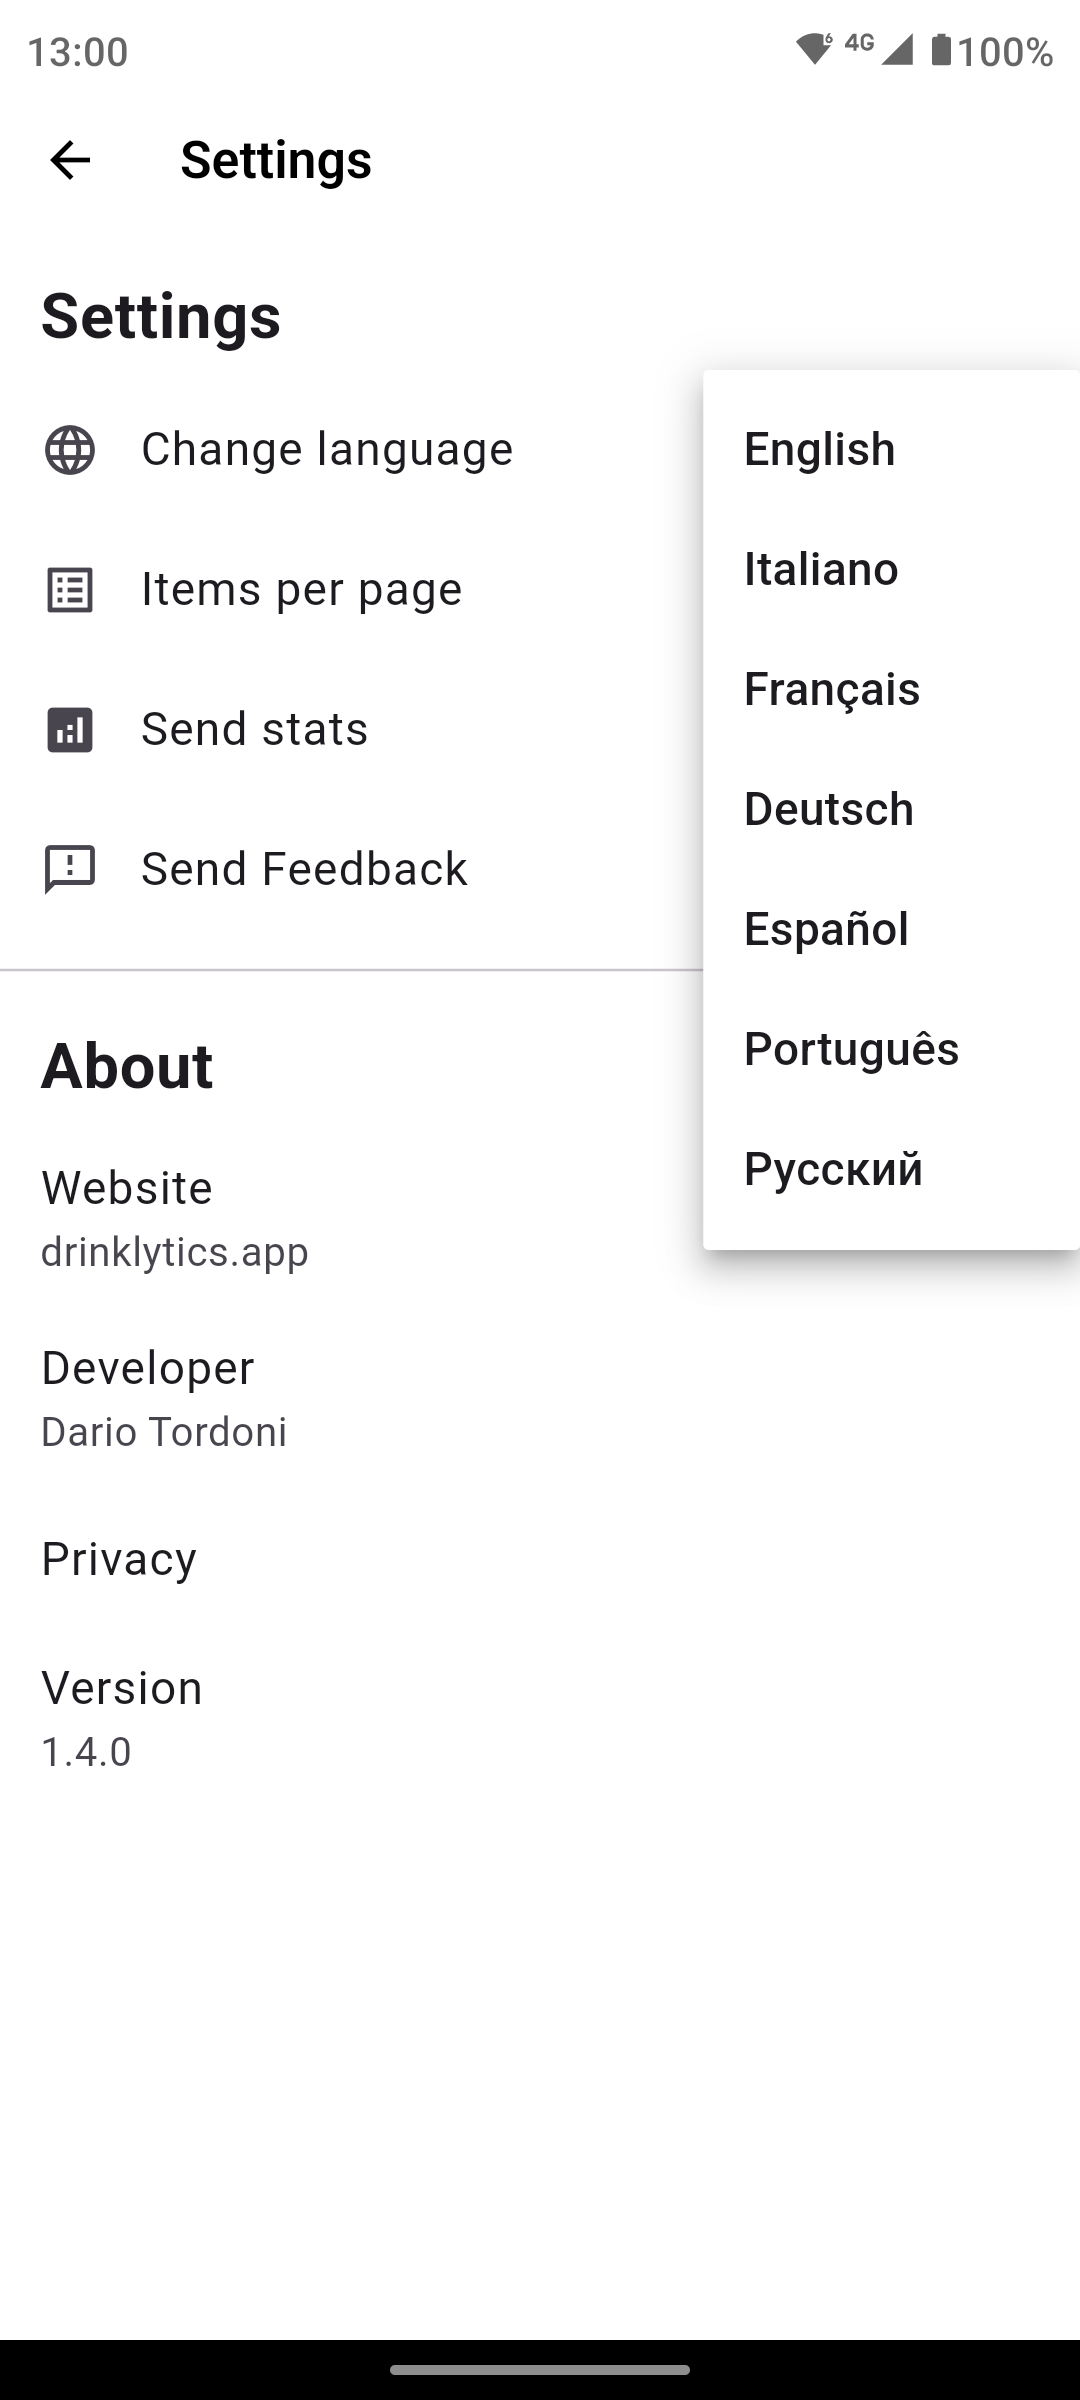 13:00
6 4G 100%
Settings
Settings
Change language
Items per page
Send stats
Send Feedback
English
Italiano
Français
Deutsch
Español
Português
Русский
About
Website
drinklytics.app
Developer
Dario Tordoni
Privacy
Version
1.4.0